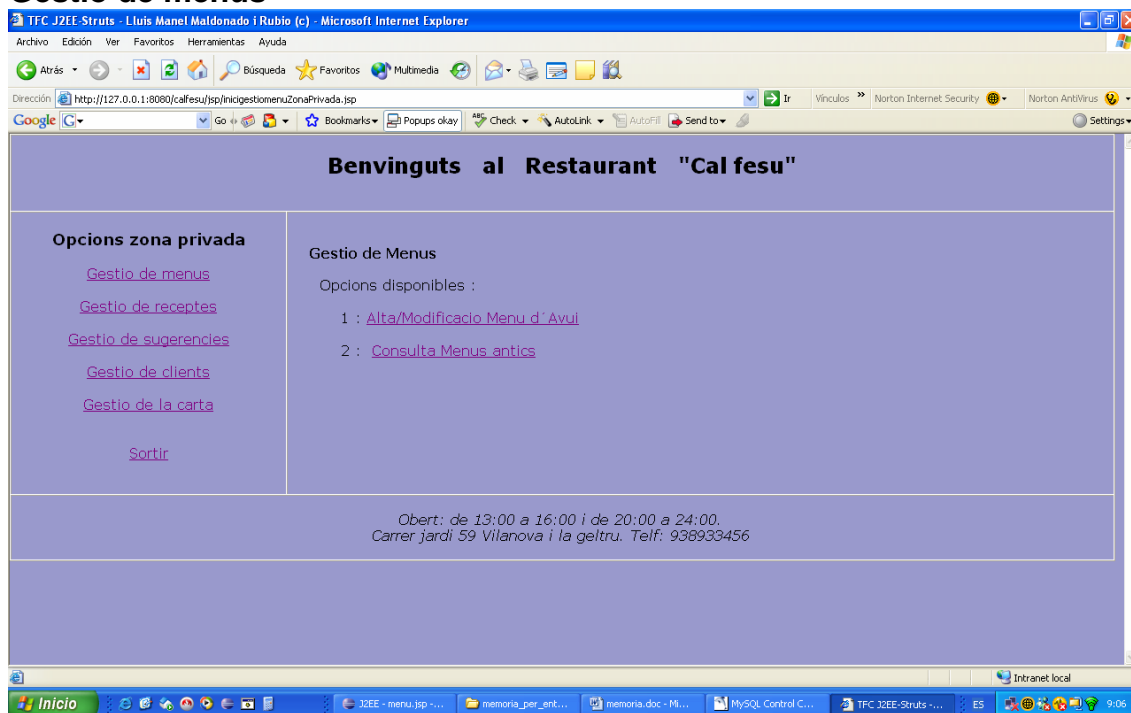 Gestio de menus
TFC J2EE-Struts - Lluis Manel Maldonado i Rubio (c) - Microsoft Internet Explorer
Archivo Edición Ver Favoritos Herramientas Ayuda
Atrás Búsqueda Favoritos Multimedia
Dirección http://127.0.0.1:8080/calfesu/jsp/inicigestiomenuZonaPrivada.jsp Ir Vínculos » Norton Internet Security Norton AntiVirus
Google G Go Bookmarks Popups okay ABC Check AutoLink AutoFill Send to Settings
Benvinguts al Restaurant "Cal fesu"
Opcions zona privada
Gestio de menus
Gestio de receptes
Gestio de sugerencies
Gestio de clients
Gestio de la carta
Sortir
Gestio de Menus
Opcions disponibles :
1 : Alta/Modificacio Menu d´Avui
2 : Consulta Menus antics
Obert: de 13:00 a 16:00 i de 20:00 a 24:00.
Carrer jardi 59 Vilanova i la geltru. Telf: 938933456
Intranet local
Inicio J2EE - menu.jsp -... memoria_per_ent... memoria.doc - Mi... MySQL Control C... TFC J2EE-Struts -... ES 9:06